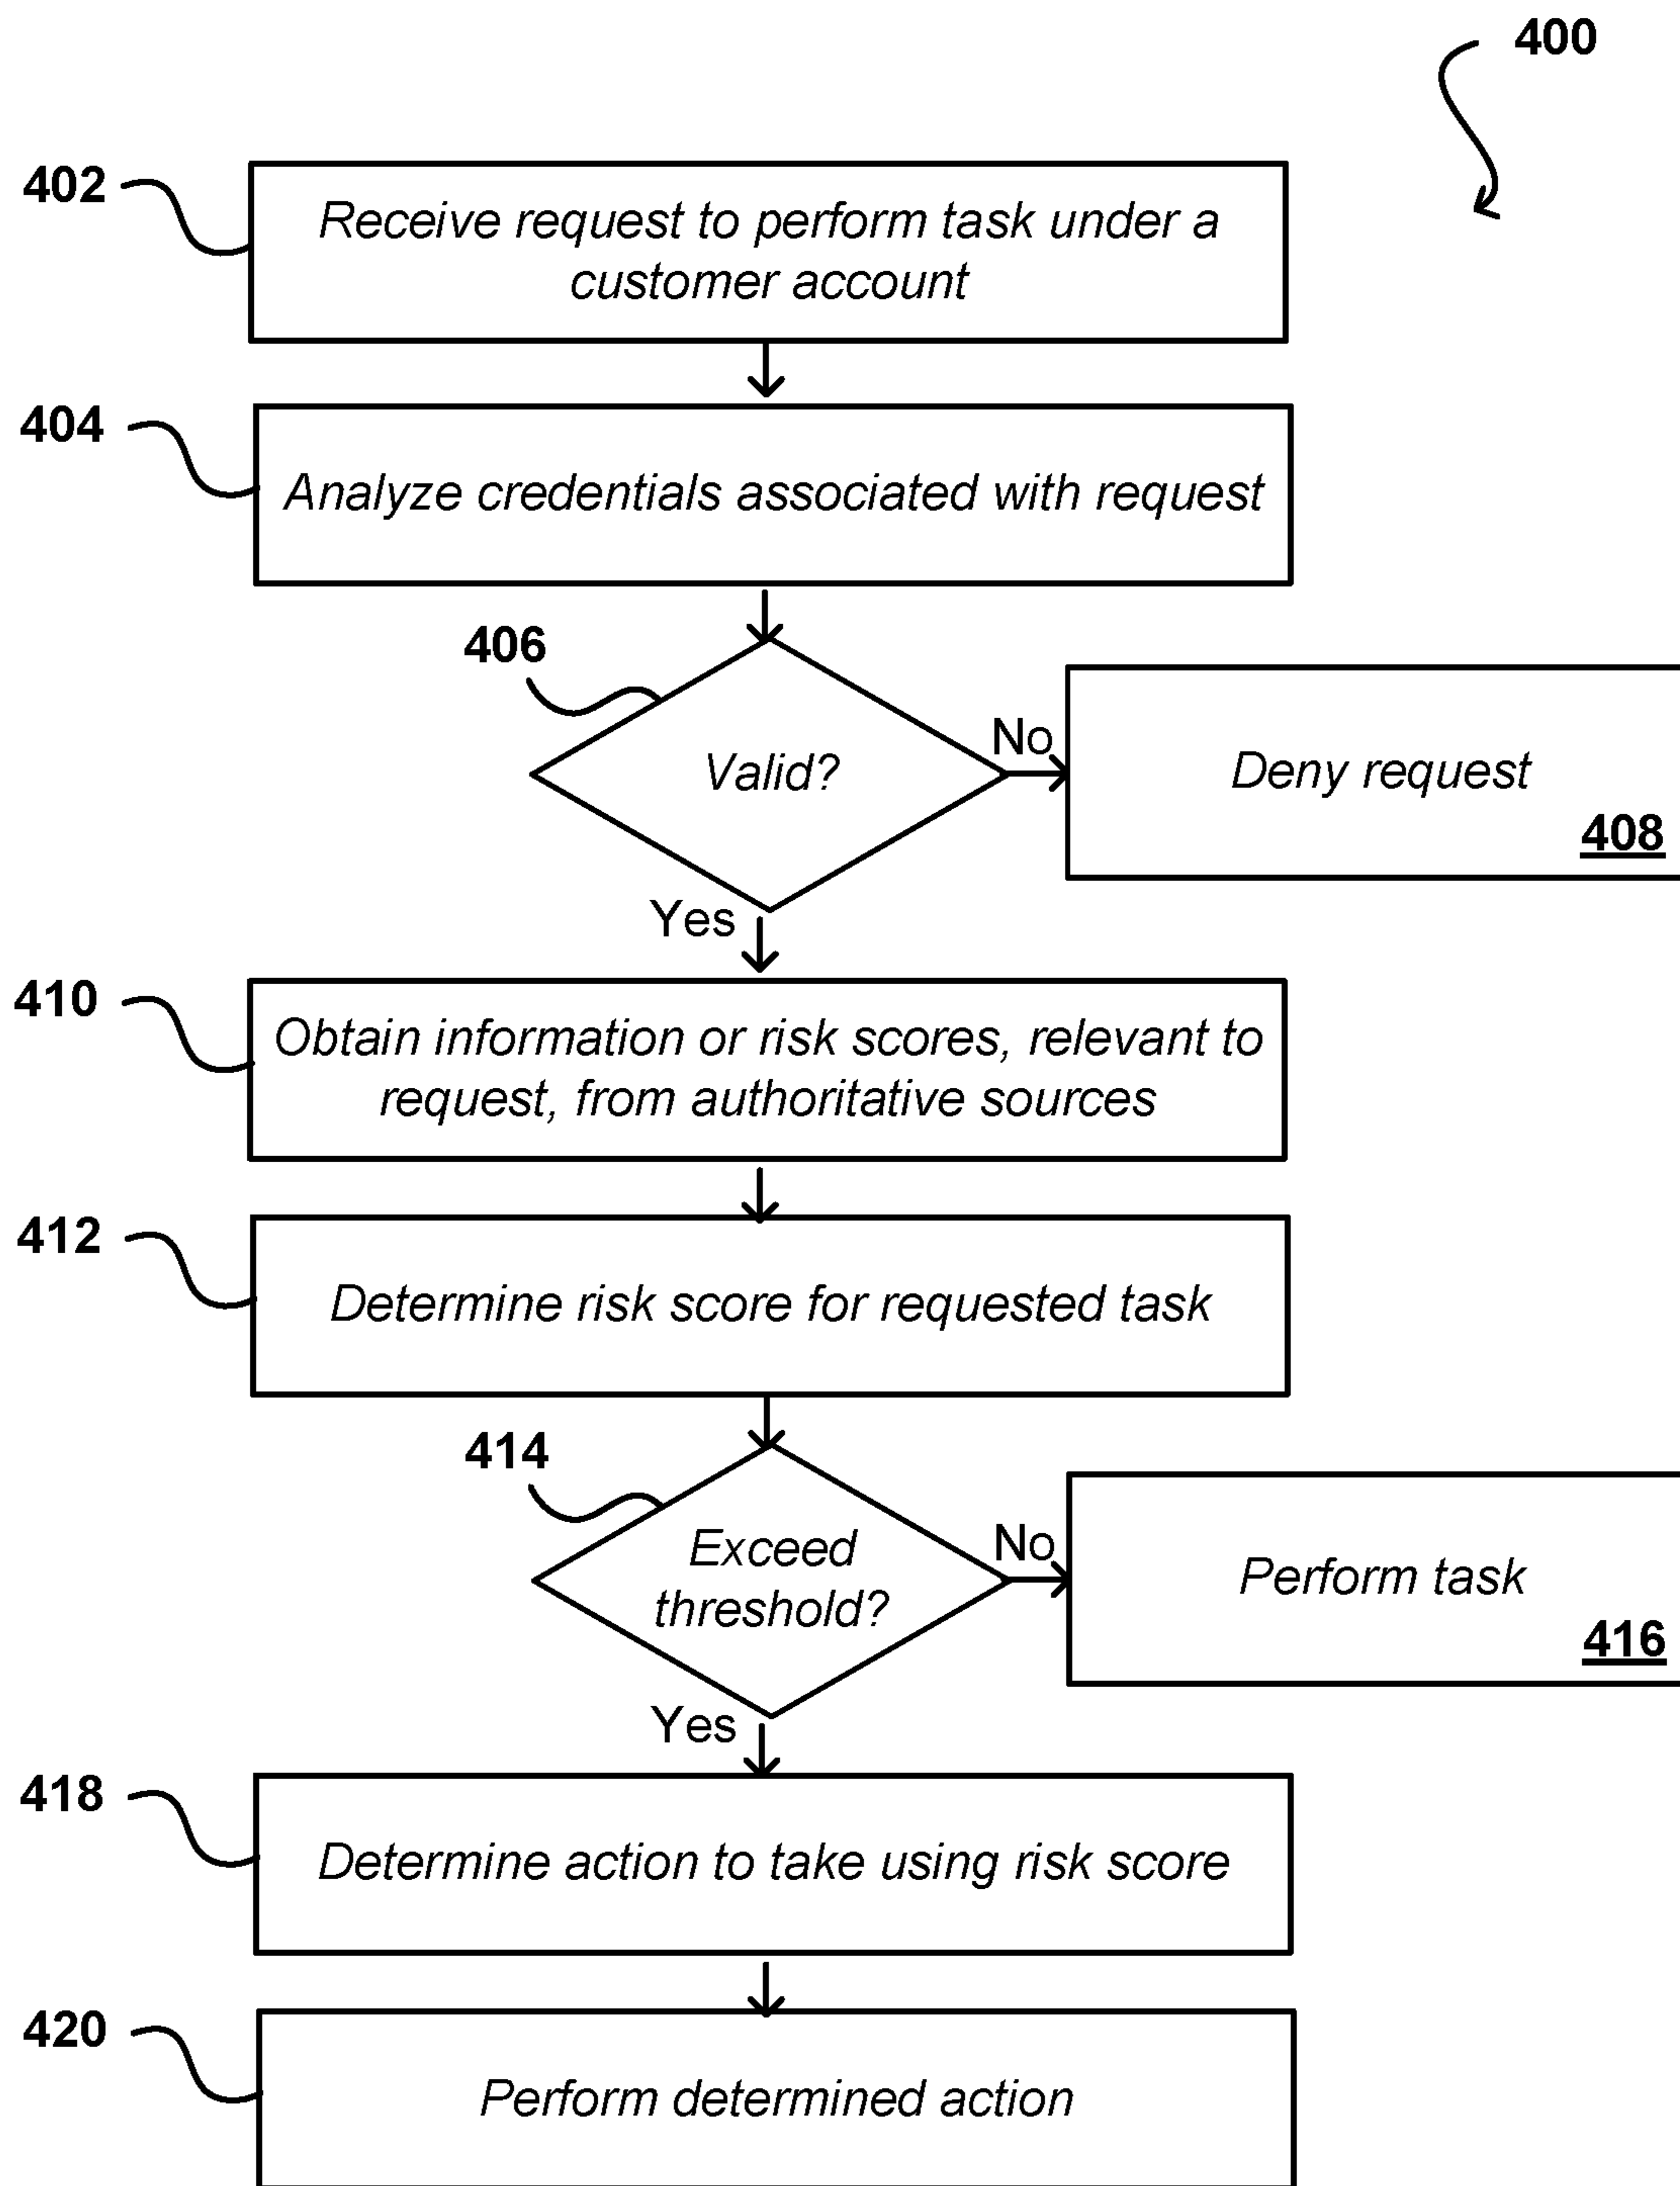 400
402
Receive request to perform task under a
customer account
404
Analyze credentials associated with request
406
Valid?
No
Deny request
408
Yes
410
Obtain information or risk scores, relevant to
request, from authoritative sources
412
Determine risk score for requested task
414
Exceed
threshold?
No
Perform task
416
Yes
418
Determine action to take using risk score
420
Perform determined action